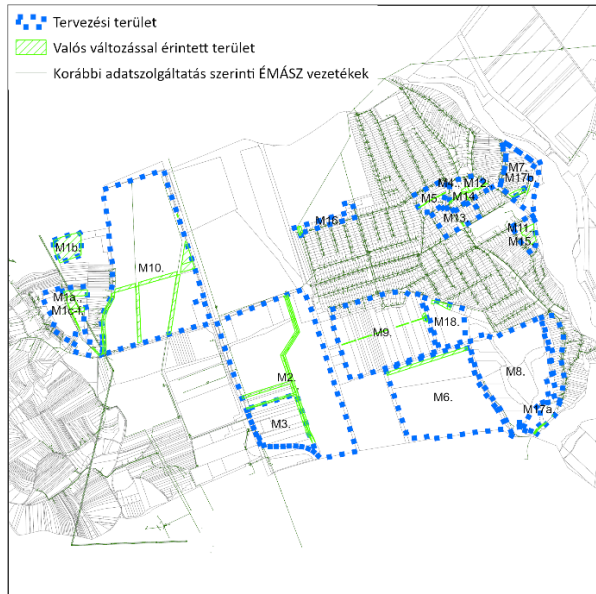 Tervezési terület
Valós változással érintett terület
Korábbi adatszolgáltatás szerinti ÉMÁSZ vezetékek
M7.
M17b.
M4.
M12.
M5.
M14.
M16.
M13.
M11.
M15.
M1b.
M10.
M1a.
M1c-f.
M9.
M18.
M2.
M8.
M6.
M17a.
M3.